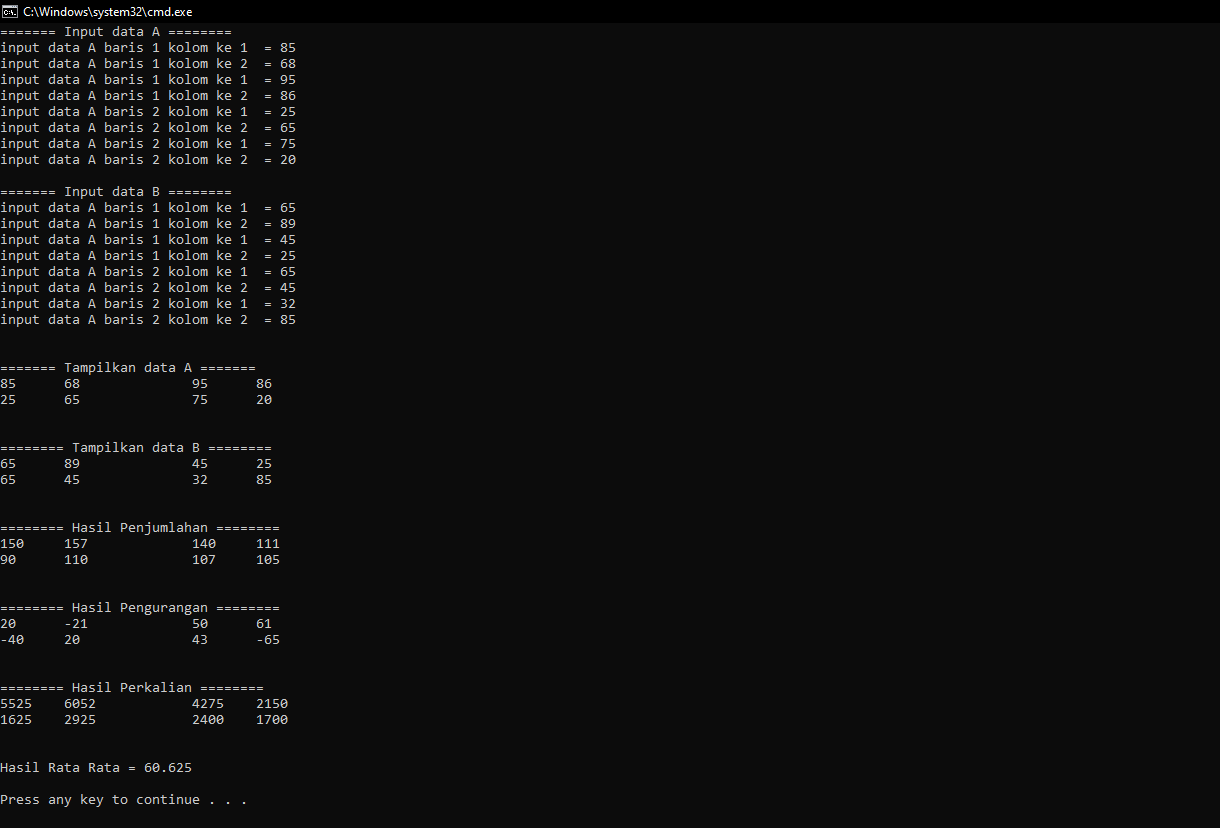 C:\Windows\system32\cmd.exe
======= Input data A ========
input data A baris 1 kolom ke 1  = 85
input data A baris 1 kolom ke 2  = 68
input data A baris 1 kolom ke 1  = 95
input data A baris 1 kolom ke 2  = 86
input data A baris 2 kolom ke 1  = 25
input data A baris 2 kolom ke 2  = 65
input data A baris 2 kolom ke 1  = 75
input data A baris 2 kolom ke 2  = 20
======= Input data B ========
input data A baris 1 kolom ke 1  = 65
input data A baris 1 kolom ke 2  = 89
input data A baris 1 kolom ke 1  = 45
input data A baris 1 kolom ke 2  = 25
input data A baris 2 kolom ke 1  = 65
input data A baris 2 kolom ke 2  = 45
input data A baris 2 kolom ke 1  = 32
input data A baris 2 kolom ke 2  = 85
======= Tampilkan data A =======
85      68              95      86
25      65              75      20
======== Tampilkan data B ========
65      89              45      25
65      45              32      85
======== Hasil Penjumlahan ========
150     157             140     111
90      110             107     105
======== Hasil Pengurangan ========
20      -21             50      61
-40     20              43      -65
======== Hasil Perkalian ========
5525    6052            4275    2150
1625    2925            2400    1700
Hasil Rata Rata = 60.625
Press any key to continue . . .